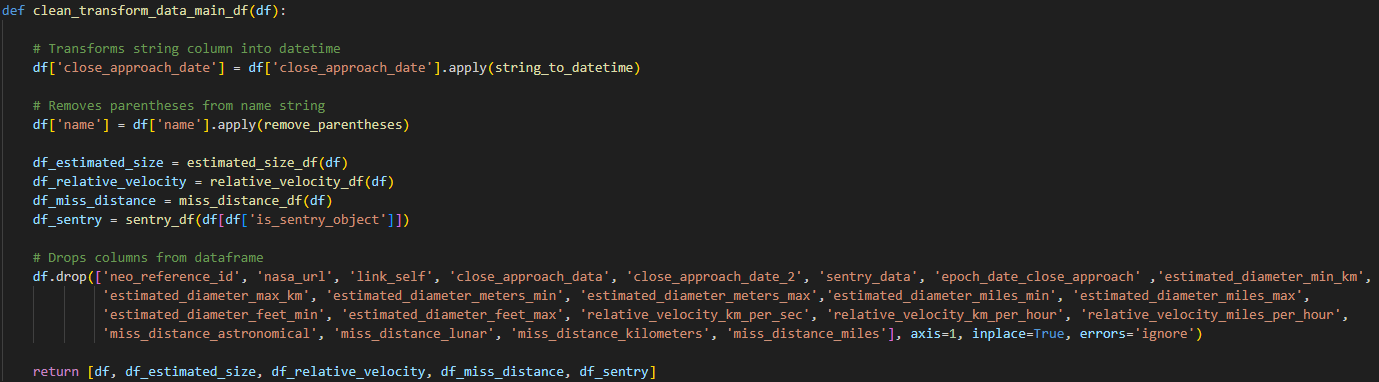 def clean_transform_data_main_df(df):
# Transforms string column into datetime
df['close_approach_date'] = df['close_approach_date'].apply(string_to_datetime)
# Removes parentheses from name string
df['name'] = df['name'].apply(remove_parentheses)
df_estimated_size = estimated_size_df(df)
df_relative_velocity = relative_velocity_df(df)
df_miss_distance = miss_distance_df(df)
df_sentry = sentry_df(df[df['is_sentry_object']])
# Drops columns from dataframe
df.drop(['neo_reference_id', 'nasa_url', 'link_self', 'close_approach_data', 'close_approach_date_2', 'sentry_data', 'epoch_date_close_approach' ,'estimated_diameter_min_km',
'estimated_diameter_max_km', 'estimated_diameter_meters_min', 'estimated_diameter_meters_max','estimated_diameter_miles_min', 'estimated_diameter_miles_max',
'estimated_diameter_feet_min', 'estimated_diameter_feet_max', 'relative_velocity_km_per_sec', 'relative_velocity_km_per_hour', 'relative_velocity_miles_per_hour',
'miss_distance_astronomical', 'miss_distance_lunar', 'miss_distance_kilometers', 'miss_distance_miles'], axis=1, inplace=True, errors='ignore')
return [df, df_estimated_size, df_relative_velocity, df_miss_distance, df_sentry]